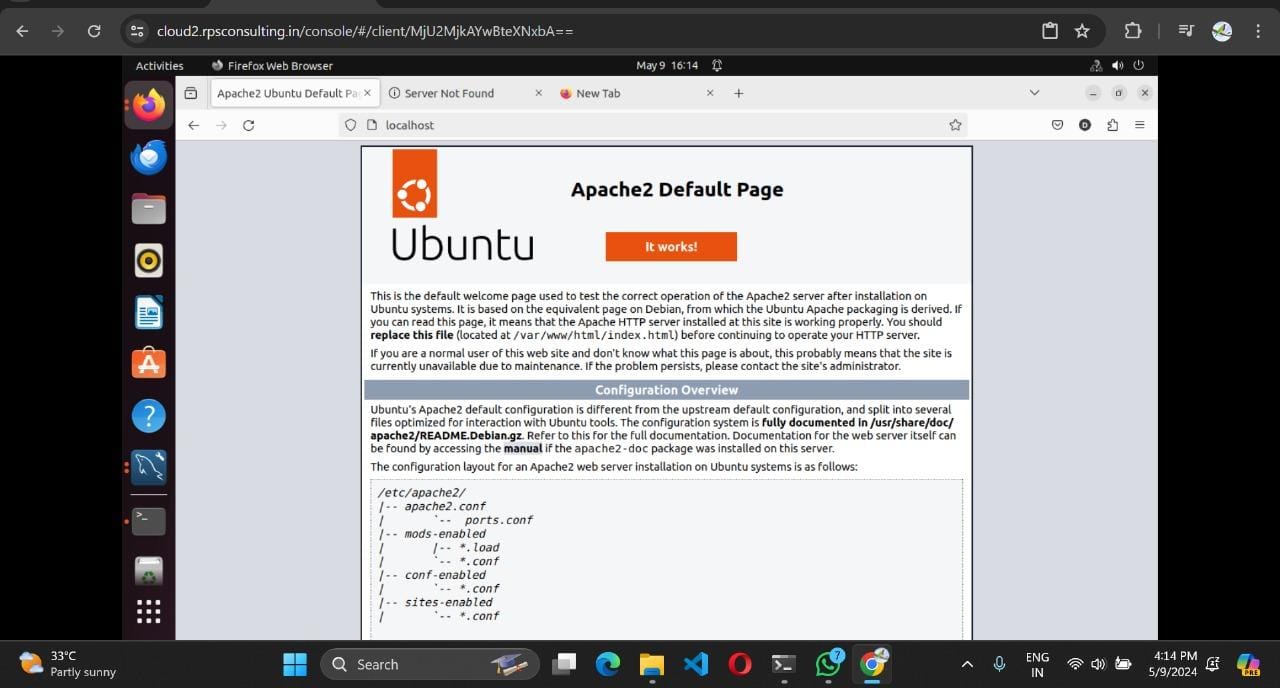 cloud2.rpsconsulting.in/console/#/client/MjU2MjkAYwBteXNxbA==
Activities
Firefox Web Browser
May 9 16:14
Apache2 Ubuntu Default Pa
Server Not Found
New Tab
localhost
D
Apache2 Default Page
Ubuntu
It works!
This is the default welcome page used to test the correct operation of the Apache2 server after installation on
Ubuntu systems. It is based on the equivalent page on Debian, from which the Ubuntu Apache packaging is derived. If
you can read this page, it means that the Apache HTTP server installed at this site is working properly. You should
replace this file (located at /var/www/html/index.html) before continuing to operate your HTTP server.
If you are a normal user of this web site and don't know what this page is about, this probably means that the site is
currently unavailable due to maintenance. If the problem persists, please contact the site's administrator.
Configuration Overview
Ubuntu's Apache2 default configuration is different from the upstream default configuration, and split into several
files optimized for interaction with Ubuntu tools. The configuration system is fully documented in /usr/share/doc/
apache2/README.Debian.gz. Refer to this for the full documentation. Documentation for the web server itself can
be found by accessing the manual if the apache2-doc package was installed on this server.
The configuration layout for an Apache2 web server installation on Ubuntu systems is as follows:
/etc/apache2/
|-- apache2.conf
|       `--  ports.conf
|-- mods-enabled
|       |-- *.load
|       `-- *.conf
|-- conf-enabled
|       `-- *.conf
|-- sites-enabled
|       `-- *.conf
33°C
Partly sunny
Search
7
ENG
IN
4:14 PM
5/9/2024
PRE